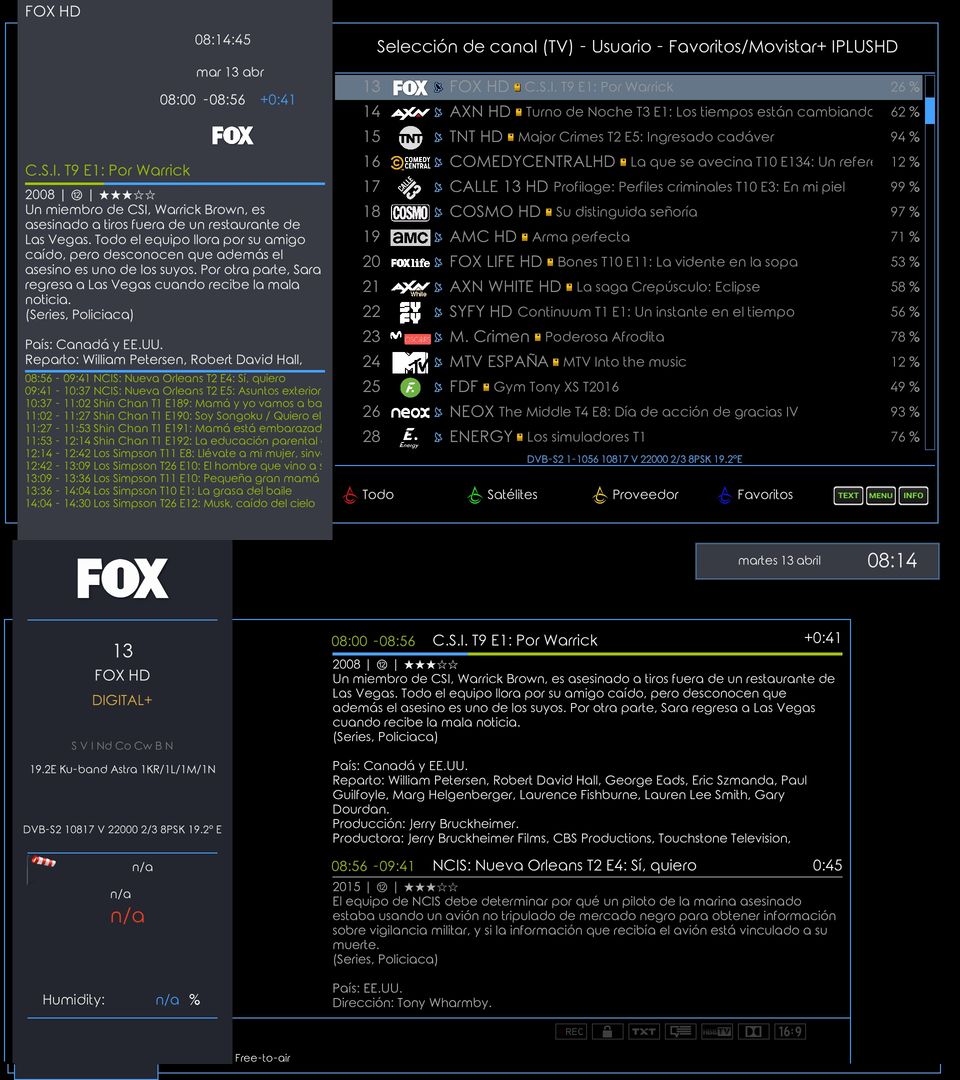 FOX HD
08:14:45
mar 13 abr
08:00 -08:56 +0:41
FOX
C.S.I. T9 E1: Por Warrick
2008 | ⑫ | ★★★☆☆
Un miembro de CSI, Warrick Brown, es
asesinado a tiros fuera de un restaurante de
Las Vegas. Todo el equipo llora por su amigo
caído, pero desconocen que además el
asesino es uno de los suyos. Por otra parte, Sara
regresa a Las Vegas cuando recibe la mala
noticia.
(Series, Policiaca)
País: Canadá y EE.UU.
Reparto: William Petersen, Robert David Hall,
08:56 - 09:41 NCIS: Nueva Orleans T2 E4: Sí, quiero
09:41 - 10:37 NCIS: Nueva Orleans T2 E5: Asuntos exterior
10:37 - 11:02 Shin Chan T1 E189: Mamá y yo vamos a ba
11:02 - 11:27 Shin Chan T1 E190: Soy Songoku / Quiero el
11:27 - 11:53 Shin Chan T1 E191: Mamá está embarazad
11:53 - 12:14 Shin Chan T1 E192: La educación parental
12:14 - 12:42 Los Simpson T11 E8: Llévate a mi mujer, sinv
12:42 - 13:09 Los Simpson T26 E10: El hombre que vino a s
13:09 - 13:36 Los Simpson T11 E10: Pequeña gran mamá
13:36 - 14:04 Los Simpson T10 E1: La grasa del baile
14:04 - 14:30 Los Simpson T26 E12: Musk, caído del cielo
Selección de canal (TV) - Usuario - Favoritos/Movistar+ IPLUSHD
13 FOX FOX HD C.S.I. T9 E1: Por Warrick 26 %
14 AXN AXN HD Turno de Noche T3 E1: Los tiempos están cambiando 62 %
15 TNT TNT HD Major Crimes T2 E5: Ingresado cadáver 94 %
16 COMEDY CENTRAL COMEDYCENTRALHD La que se avecina T10 E134: Un refere 12 %
17 CALLE 13 CALLE 13 HD Profilage: Perfiles criminales T10 E3: En mi piel 99 %
18 COSMO COSMO HD Su distinguida señoría 97 %
19 aMC AMC HD Arma perfecta 71 %
20 FOXlife FOX LIFE HD Bones T10 E11: La vidente en la sopa 53 %
21 AXN White AXN WHITE HD La saga Crepúsculo: Eclipse 58 %
22 SYFY SYFY HD Continuum T1 E1: Un instante en el tiempo 56 %
23 M. Crimen Poderosa Afrodita 78 %
24 MTV MTV ESPAÑA MTV Into the music 12 %
25 F FDF Gym Tony XS T2016 49 %
26 neox NEOX The Middle T4 E8: Día de acción de gracias IV 93 %
28 E. Energy ENERGY Los simuladores T1 76 %
DVB-S2 1-1056 10817 V 22000 2/3 8PSK 19.2°E
Todo Satélites Proveedor Favoritos TEXT MENU INFO
FOX
13
FOX HD
DIGITAL+
S V I Nd Co Cw B N
19.2E Ku-band Astra 1KR/1L/1M/1N
DVB-S2 10817 V 22000 2/3 8PSK 19.2° E
n/a
n/a
n/a
Humidity: n/a %
martes 13 abril 08:14
08:00 -08:56 C.S.I. T9 E1: Por Warrick +0:41
2008 | ⑫ | ★★★☆☆
Un miembro de CSI, Warrick Brown, es asesinado a tiros fuera de un restaurante de
Las Vegas. Todo el equipo llora por su amigo caído, pero desconocen que
además el asesino es uno de los suyos. Por otra parte, Sara regresa a Las Vegas
cuando recibe la mala noticia.
(Series, Policiaca)
País: Canadá y EE.UU.
Reparto: William Petersen, Robert David Hall, George Eads, Eric Szmanda, Paul
Guilfoyle, Marg Helgenberger, Laurence Fishburne, Lauren Lee Smith, Gary
Dourdan.
Producción: Jerry Bruckheimer.
Productora: Jerry Bruckheimer Films, CBS Productions, Touchstone Television,
08:56 -09:41 NCIS: Nueva Orleans T2 E4: Sí, quiero 0:45
2015 | ⑫ | ★★★☆☆
El equipo de NCIS debe determinar por qué un piloto de la marina asesinado
estaba usando un avión no tripulado de mercado negro para obtener información
sobre vigilancia militar, y si la información que recibía el avión está vinculado a su
muerte.
(Series, Policiaca)
País: EE.UU.
Dirección: Tony Wharmby.
REC TXT HbbTV 16:9
Free-to-air